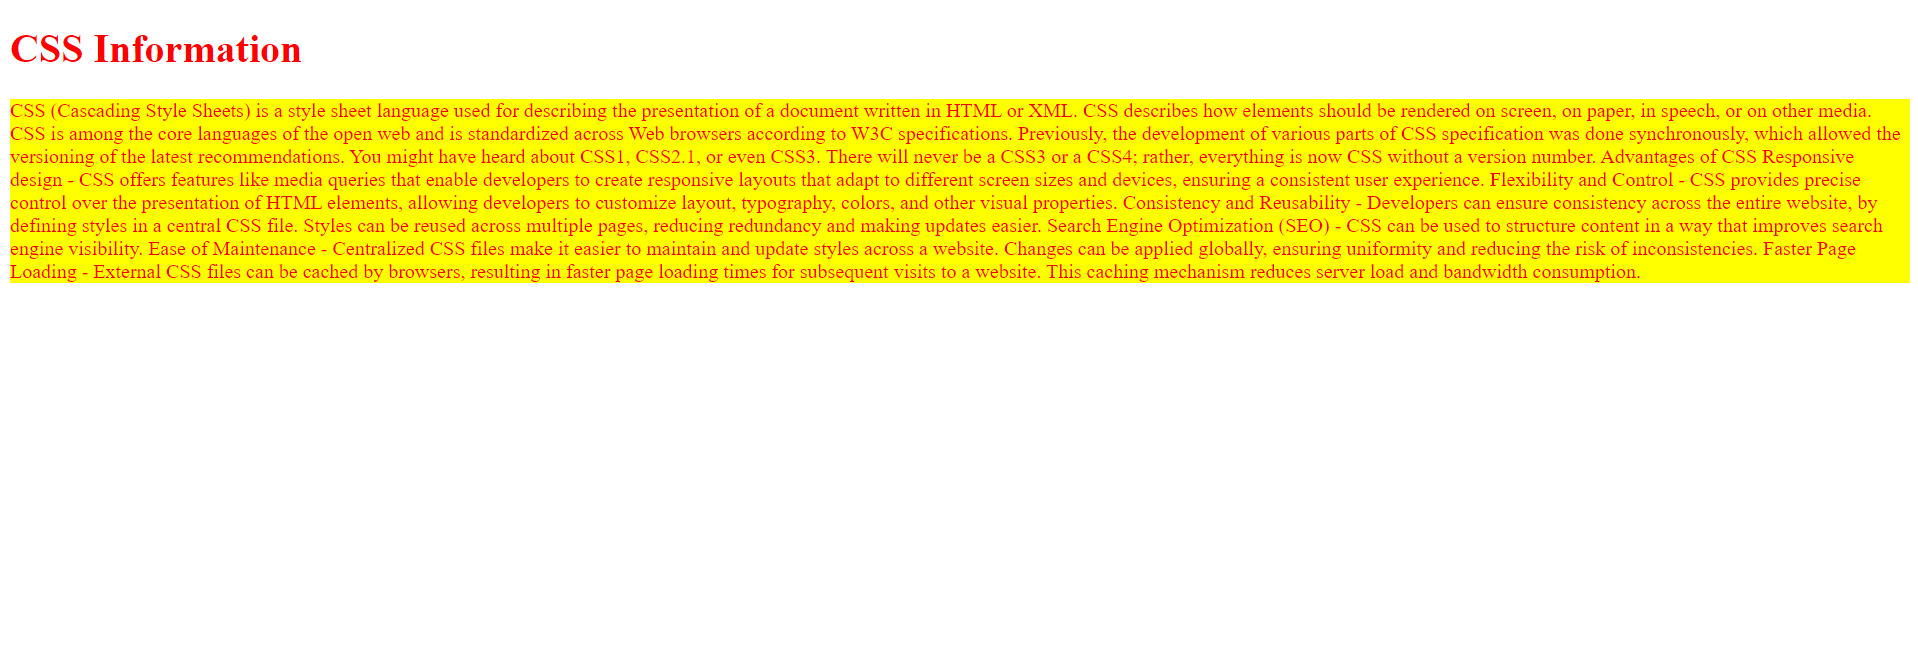 CSS Information
CSS (Cascading Style Sheets) is a style sheet language used for describing the presentation of a document written in HTML or XML. CSS describes how elements should be rendered on screen, on paper, in speech, or on other media.
CSS is among the core languages of the open web and is standardized across Web browsers according to W3C specifications. Previously, the development of various parts of CSS specification was done synchronously, which allowed the
versioning of the latest recommendations. You might have heard about CSS1, CSS2.1, or even CSS3. There will never be a CSS3 or a CSS4; rather, everything is now CSS without a version number. Advantages of CSS Responsive
design - CSS offers features like media queries that enable developers to create responsive layouts that adapt to different screen sizes and devices, ensuring a consistent user experience. Flexibility and Control - CSS provides precise
control over the presentation of HTML elements, allowing developers to customize layout, typography, colors, and other visual properties. Consistency and Reusability - Developers can ensure consistency across the entire website, by
defining styles in a central CSS file. Styles can be reused across multiple pages, reducing redundancy and making updates easier. Search Engine Optimization (SEO) - CSS can be used to structure content in a way that improves search
engine visibility. Ease of Maintenance - Centralized CSS files make it easier to maintain and update styles across a website. Changes can be applied globally, ensuring uniformity and reducing the risk of inconsistencies. Faster Page
Loading - External CSS files can be cached by browsers, resulting in faster page loading times for subsequent visits to a website. This caching mechanism reduces server load and bandwidth consumption.